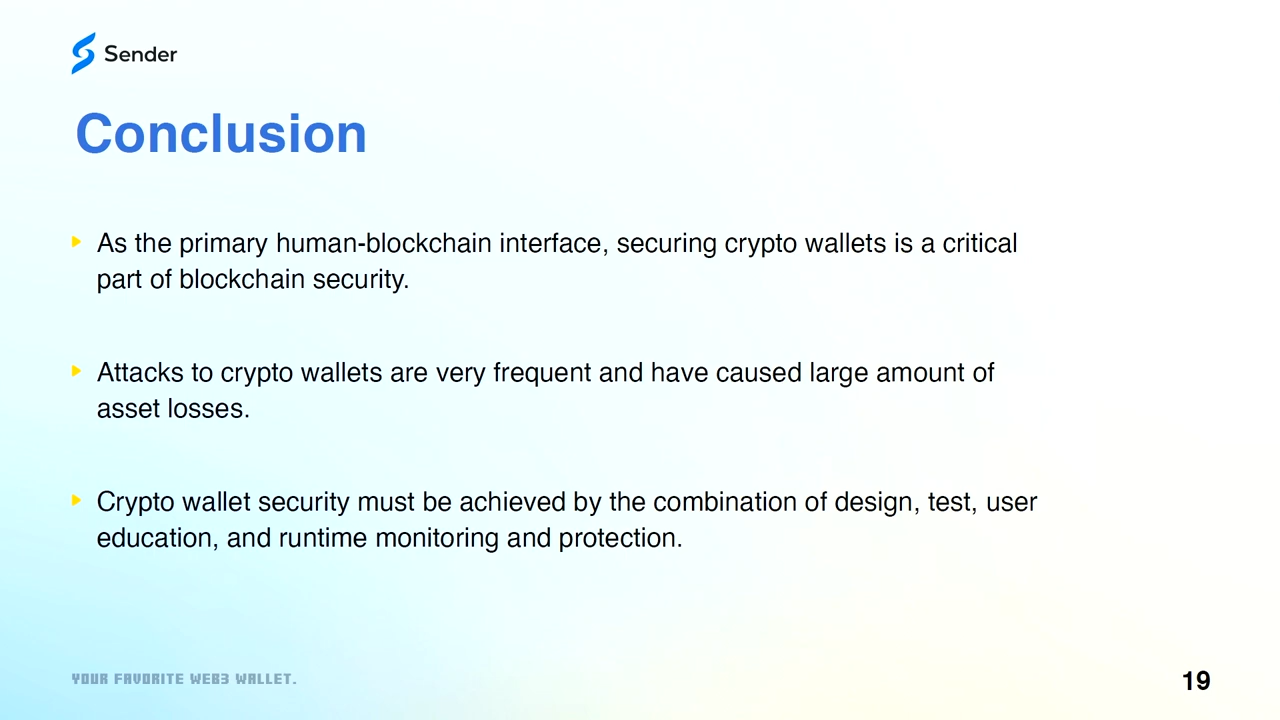 Sender
Conclusion
As the primary human-blockchain interface, securing crypto wallets is a critical
part of blockchain security.
Attacks to crypto wallets are very frequent and have caused large amount of
asset losses.
Crypto wallet security must be achieved by the combination of design, test, user
education, and runtime monitoring and protection.
YOUR FAVORITE WEB3 WALLET.
19